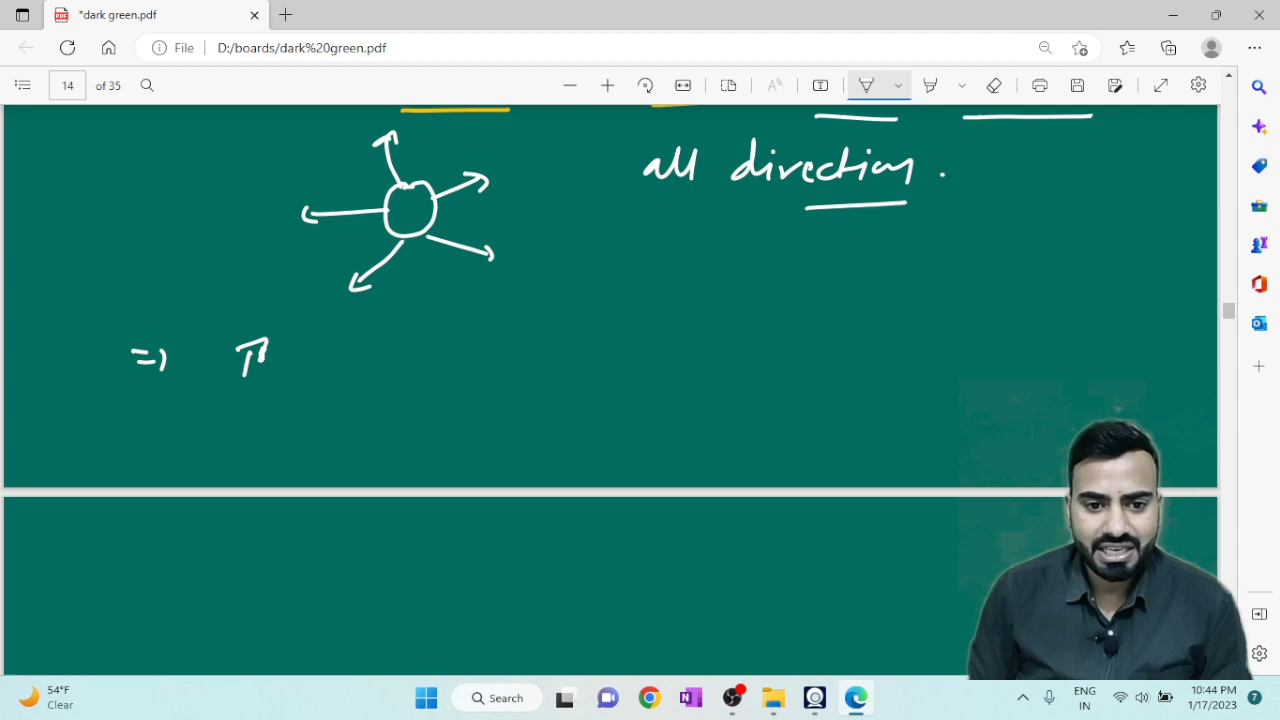 *dark green.pdf
File D:/boards/dark%20green.pdf
14 of 35
all direction.
=> π
54°F
Clear
Search
ENG
IN
10:44 PM
1/17/2023
7